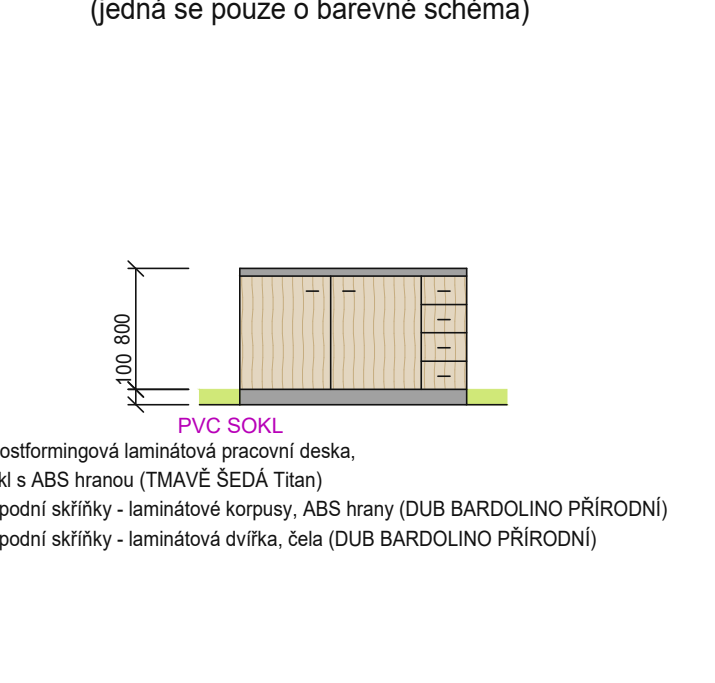 (jedná se pouze o barevné schéma)
100 800
PVC SOKL
ostformingová laminátová pracovní deska,
kl s ABS hranou (TMAVĚ ŠEDÁ Titan)
podní skříňky - laminátové korpusy, ABS hrany (DUB BARDOLINO PŘÍRODNÍ)
podní skříňky - laminátová dvířka, čela (DUB BARDOLINO PŘÍRODNÍ)